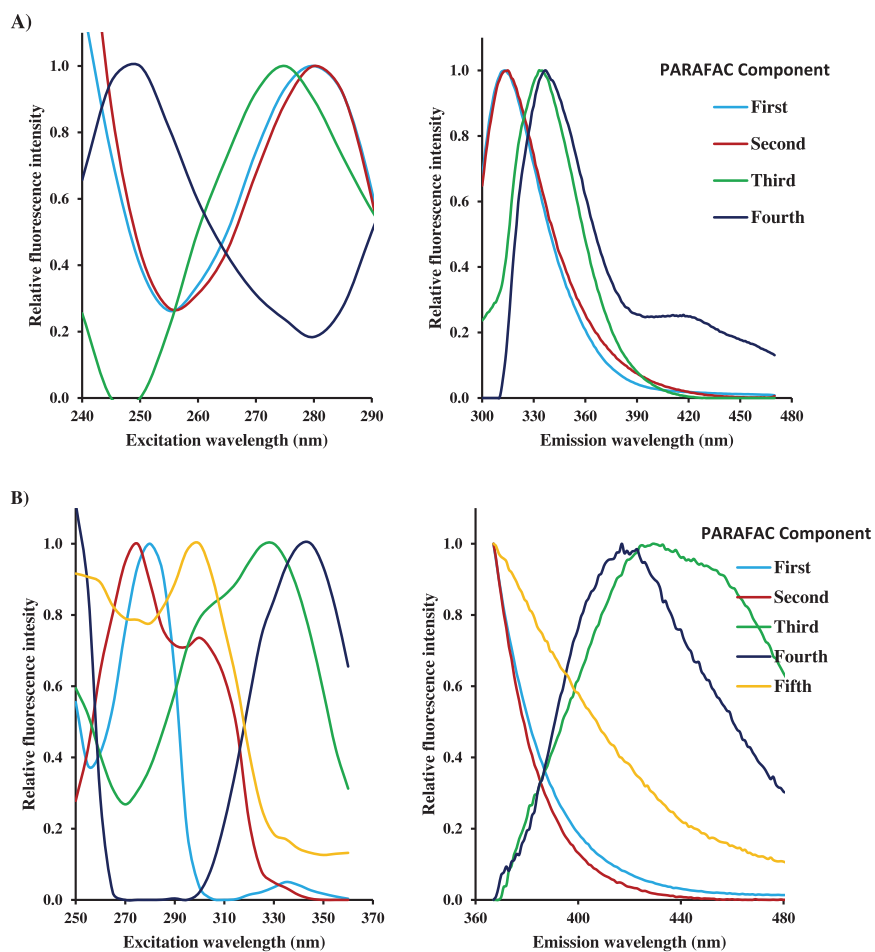 A)
Relative fluorescence intensity
1.0
0.8
0.6
0.4
0.2
0.0
240 250 260 270 280 290
Excitation wavelength (nm)
Relative fluorescence intensity
1.0
0.8
0.6
0.4
0.2
0.0
300 330 360 390 420 450 480
Emission wavelength (nm)
PARAFAC Component
First
Second
Third
Fourth
B)
Relative fluorescence intesity
1.0
0.8
0.6
0.4
0.2
0.0
250 270 290 310 330 350 370
Excitation wavelength (nm)
Relative fluorescence intensity
1.0
0.8
0.6
0.4
0.2
0.0
360 400 440 480
Emission wavelength (nm)
PARAFAC Component
First
Second
Third
Fourth
Fifth